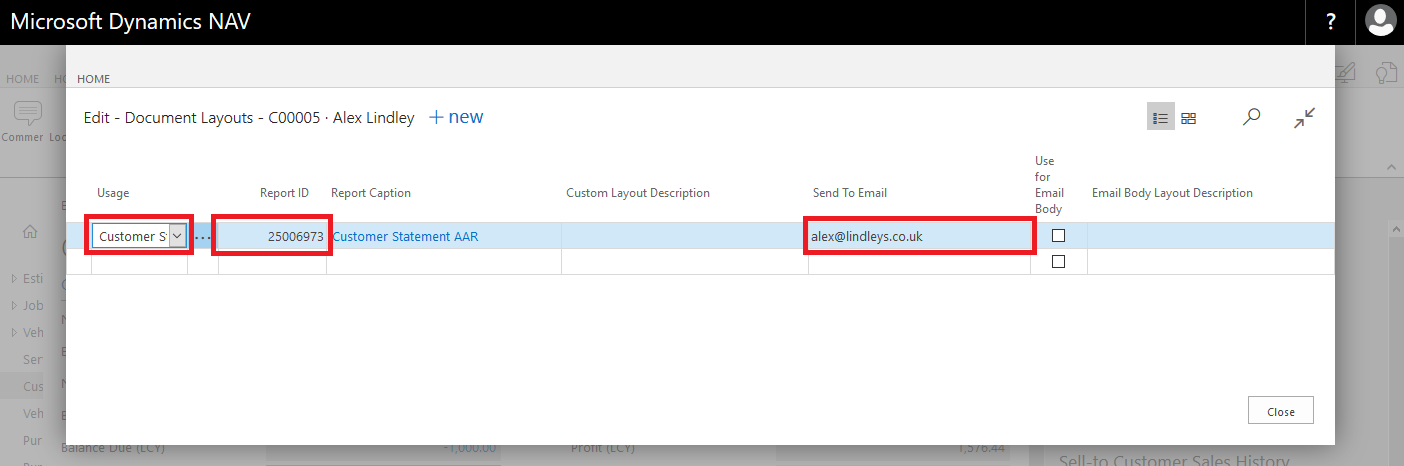 Microsoft Dynamics NAV ?
HOME
HOME
Commer
Edit - Document Layouts - C00005 · Alex Lindley + new
Usage Report ID Report Caption Custom Layout Description Send To Email Use for Email Body Email Body Layout Description
Customer St ... 25006973 Customer Statement AAR alex@lindleys.co.uk
Esti
Job
Veh
Ser
Cus
Veh
Pur
Close
Balance Due (LCY) -1,000.00 Profit (LCY) 1,576.44
Sell-to Customer Sales History